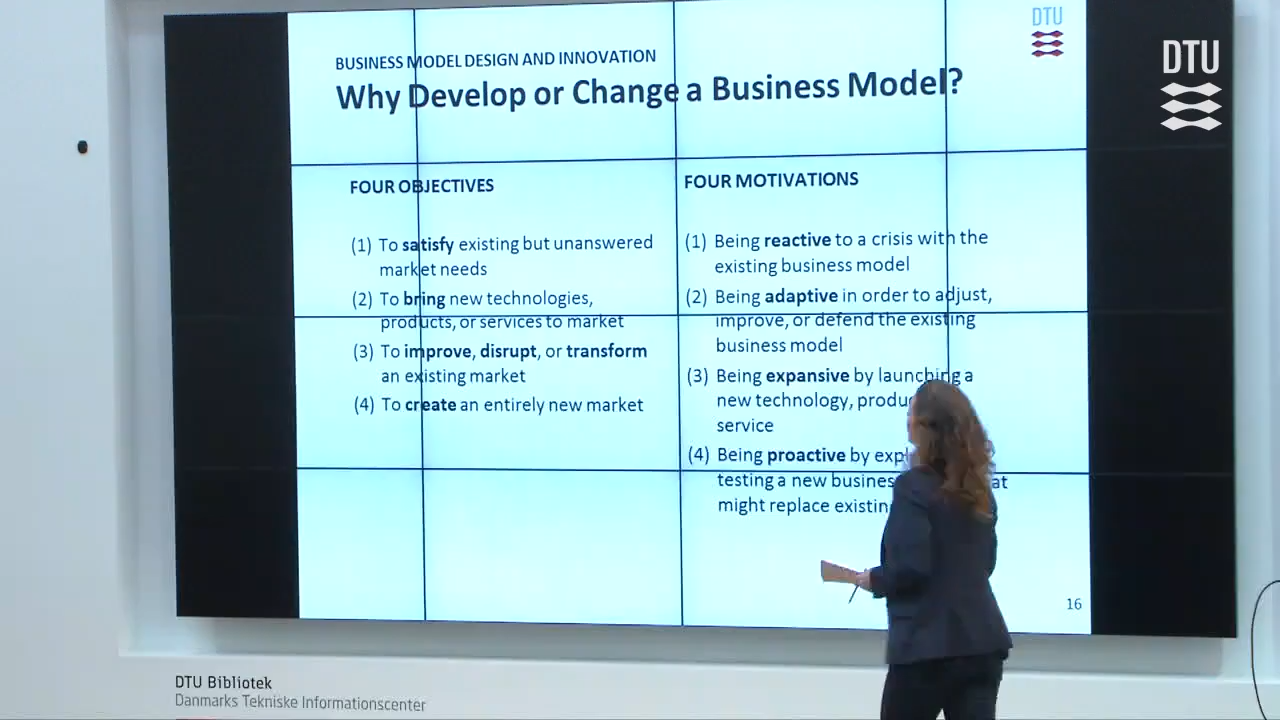 DTU
DTU
BUSINESS MODEL DESIGN AND INNOVATION
Why Develop or Change a Business Model?
FOUR OBJECTIVES
(1) To satisfy existing but unanswered
market needs
(2) To bring new technologies,
products, or services to market
(3) To improve, disrupt, or transform
an existing market
(4) To create an entirely new market
FOUR MOTIVATIONS
(1) Being reactive to a crisis with the
existing business model
(2) Being adaptive in order to adjust,
improve, or defend the existing
business model
(3) Being expansive by launching a
new technology,
service
(4) Being proactive by
testing a new
might replace
16
DTU Bibliotek
Danmarks Tekniske Informationscenter